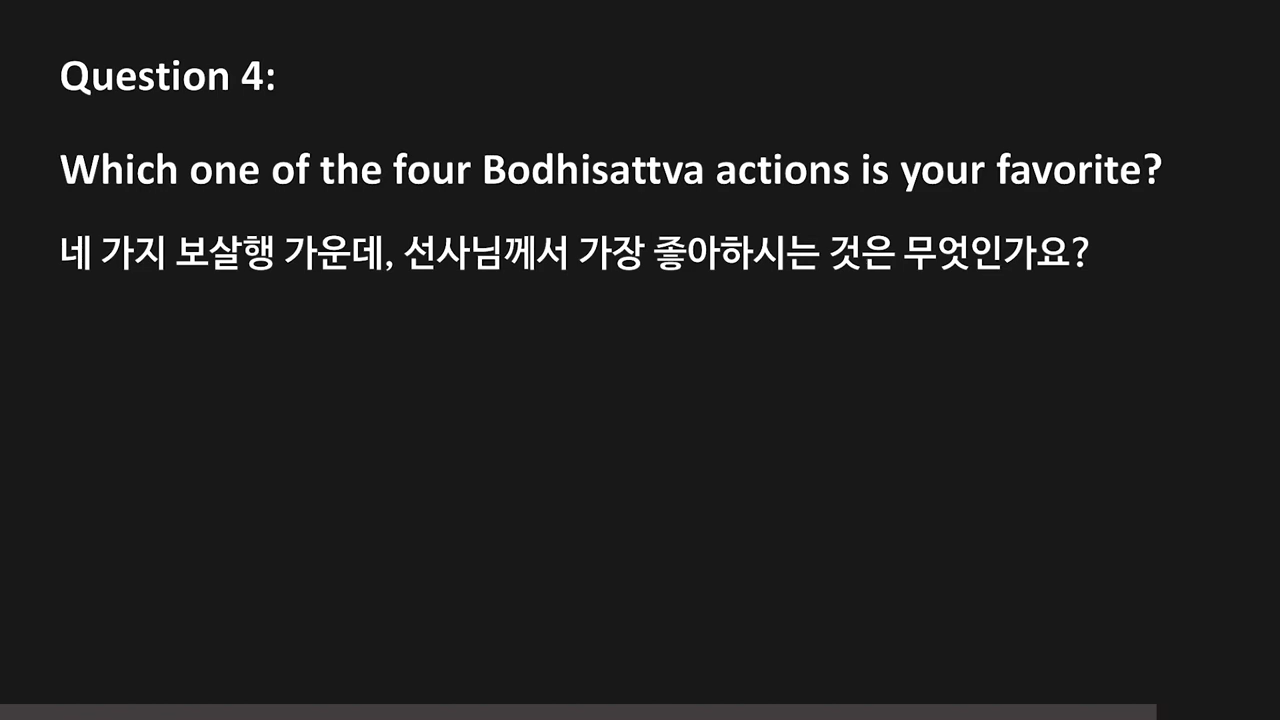 Question 4:
Which one of the four Bodhisattva actions is your favorite?
네 가지 보살행 가운데, 선사님께서 가장 좋아하시는 것은 무엇인가요?